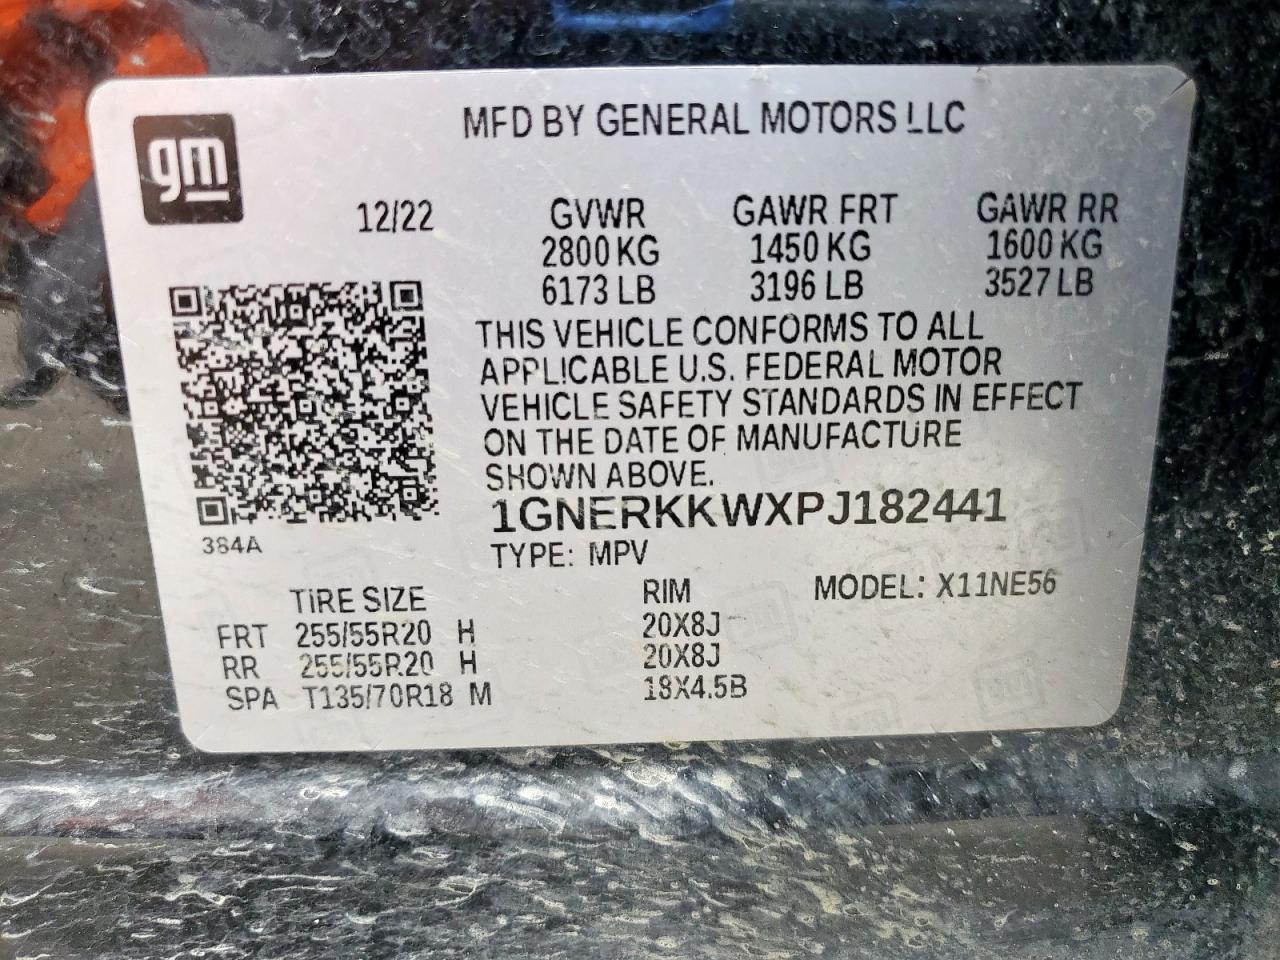 gm
MFD BY GENERAL MOTORS LLC
12/22 GVWR GAWR FRT GAWR RR
2800 KG 1450 KG 1600 KG
6173 LB 3196 LB 3527 LB
THIS VEHICLE CONFORMS TO ALL
APPLICABLE U.S. FEDERAL MOTOR
VEHICLE SAFETY STANDARDS IN EFFECT
ON THE DATE OF MANUFACTURE
SHOWN ABOVE.
1GNERKKWXPJ182441
384A
TYPE: MPV
TIRE SIZE RIM MODEL: X11NE56
FRT 255/55R20 H 20X8J
RR 255/55R20 H 20X8J
SPA T135/70R18 M 18X4.5B